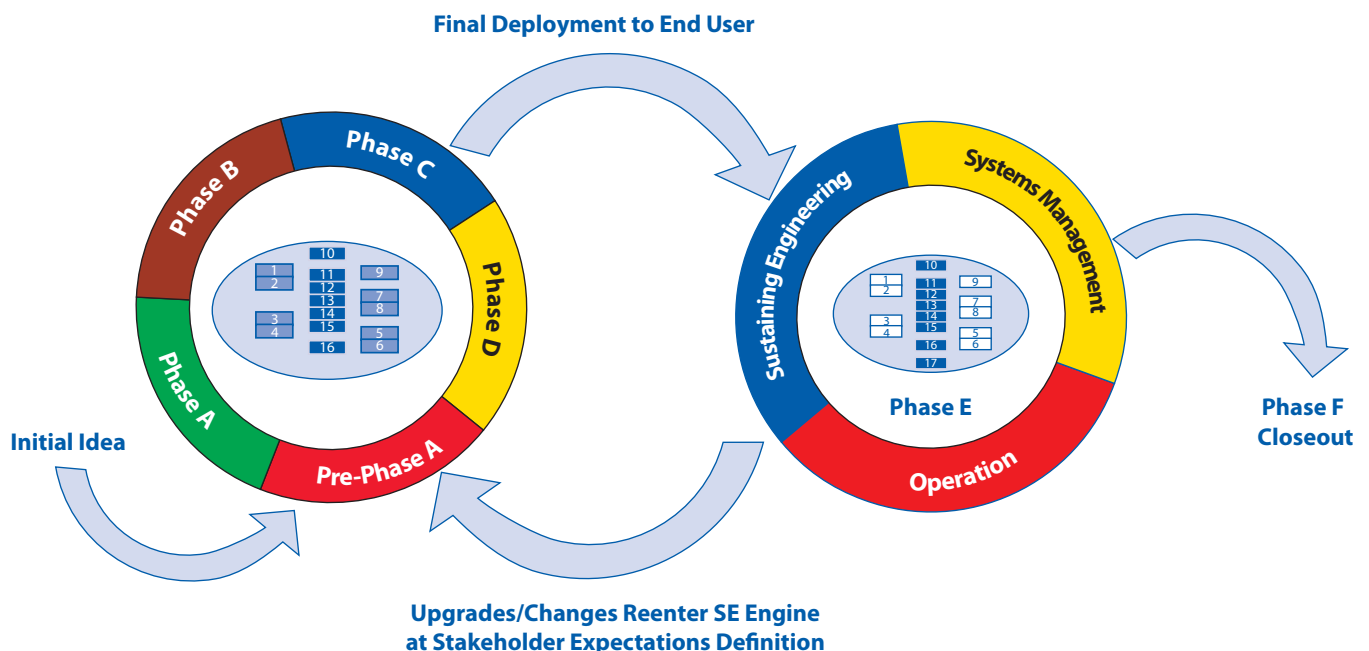 Final Deployment to End User
Phase C
Phase B
Phase D
Phase A
Pre-Phase A
10
1
2
11
12
13
14
15
9
7
8
3
4
5
6
16
Initial Idea
Sustaining Engineering
Systems Management
Operation
10
1
2
11
12
13
14
15
9
7
8
3
4
5
6
16
17
Phase E
Phase F
Closeout
Upgrades/Changes Reenter SE Engine
at Stakeholder Expectations Definition